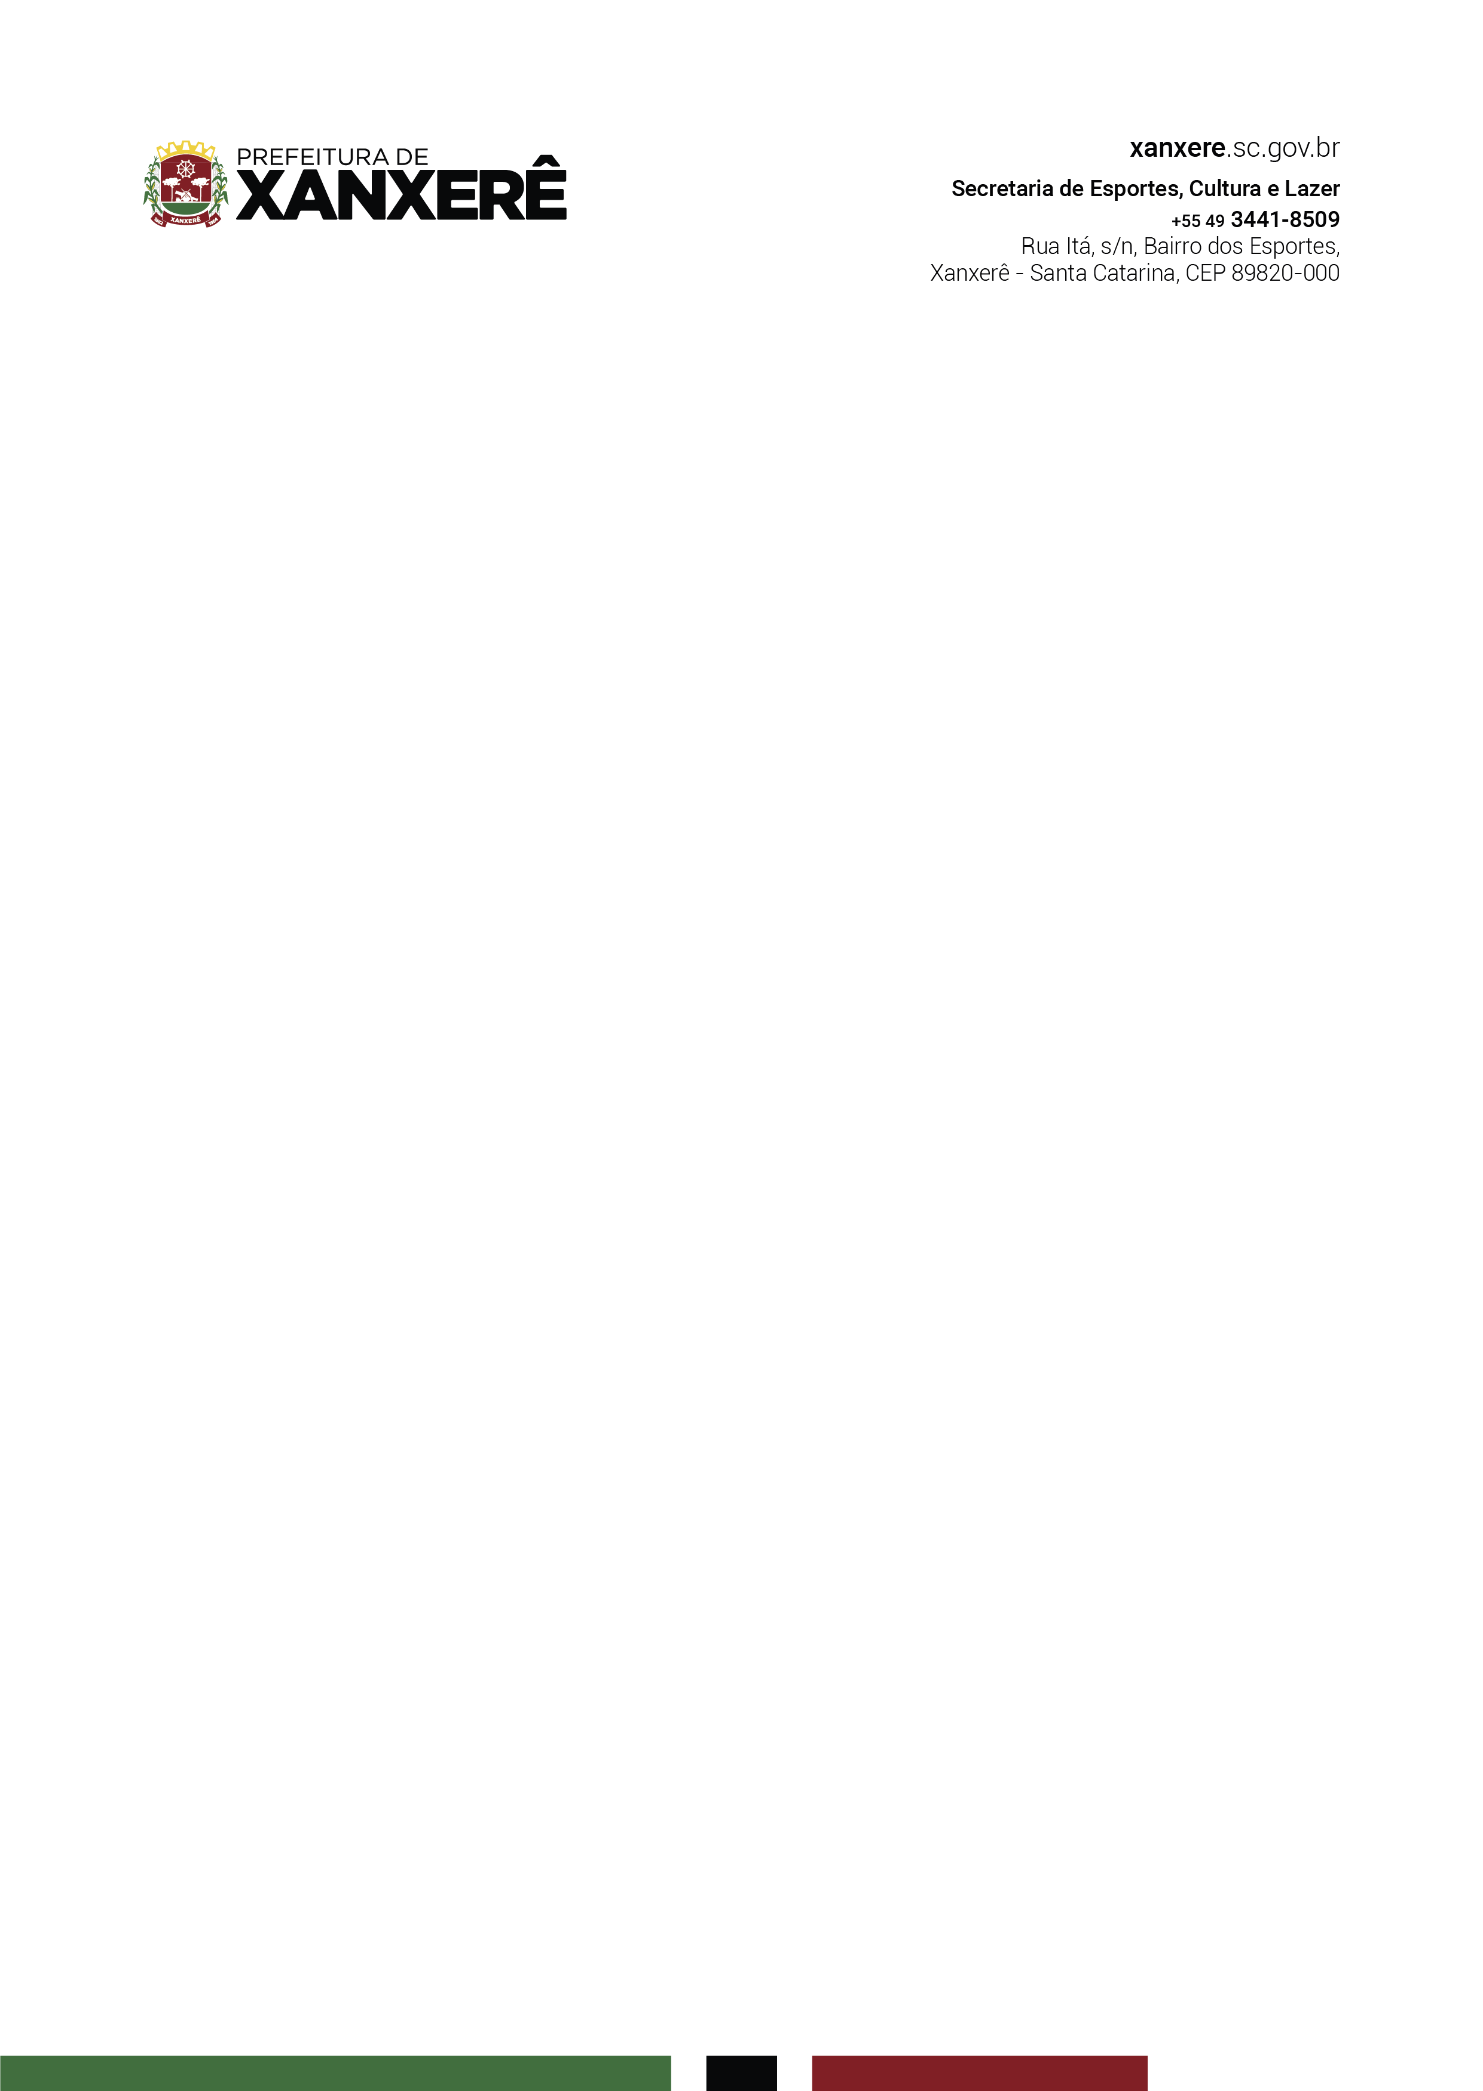 PREFEITURA DE
XANXERÊ
XANXERÊ
xanxere.sc.gov.br
Secretaria de Esportes, Cultura e Lazer
+55 49 3441-8509
Rua Itá, s/n, Bairro dos Esportes,
Xanxerê - Santa Catarina, CEP 89820-000